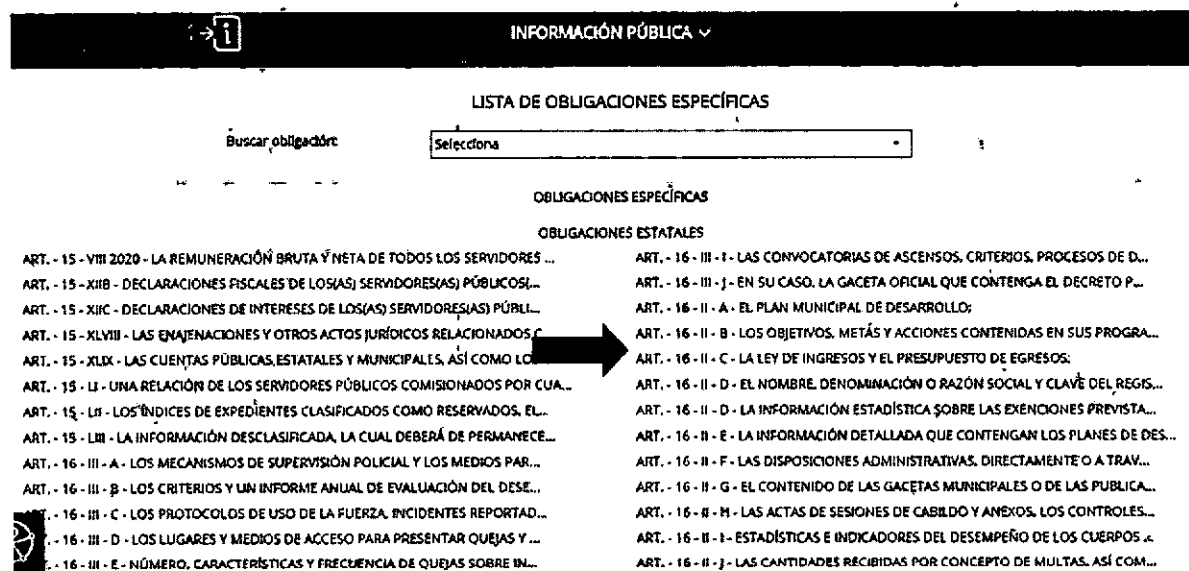 INFORMACIÓN PÚBLICA
LISTA DE OBLIGACIONES ESPECÍFICAS
Buscar obligación:
Selecciona
OBLIGACIONES ESPECÍFICAS
OBLIGACIONES ESTATALES
ART. - 15 - VIII 2020 - LA REMUNERACIÓN BRUTA Y NETA DE TODOS LOS SERVIDORES ...
ART. - 15 - XIIB - DECLARACIONES FISCALES DE LOS(AS) SERVIDORES(AS) PÚBLICOS(...
ART. - 15 - XIIC - DECLARACIONES DE INTERESES DE LOS(AS) SERVIDORES(AS) PÚBLI...
ART. - 15 - XLVIII - LAS ENAJENACIONES Y OTROS ACTOS JURÍDICOS RELACIONADOS C
ART. - 15 - XLIX - LAS CUENTAS PÚBLICAS,ESTATALES Y MUNICIPALES, ASÍ COMO LO
ART. - 15 - LI - UNA RELACIÓN DE LOS SERVIDORES PÚBLICOS COMISIONADOS POR CUA...
ART. - 15 - LII - LOS ÍNDICES DE EXPEDIENTES CLASIFICADOS COMO RESERVADOS, EL...
ART. - 15 - LIII - LA INFORMACIÓN DESCLASIFICADA, LA CUAL DEBERÁ DE PERMANECE...
ART. - 16 - III - A - LOS MECANISMOS DE SUPERVISIÓN POLICIAL Y LOS MEDIOS PAR...
ART. - 16 - III - B - LOS CRITERIOS Y UN INFORME ANUAL DE EVALUACIÓN DEL DESE...
ART. - 16 - III - C - LOS PROTOCOLOS DE USO DE LA FUERZA, INCIDENTES REPORTAD...
. - 16 - III - D - LOS LUGARES Y MEDIOS DE ACCESO PARA PRESENTAR QUEJAS Y ...
. - 16 - III - E - NÚMERO, CARACTERÍSTICAS Y FRECUENCIA DE QUEJAS SOBRE IN...
ART. - 16 - III - I - LAS CONVOCATORIAS DE ASCENSOS, CRITERIOS, PROCESOS DE D...
ART. - 16 - III - J - EN SU CASO, LA GACETA OFICIAL QUE CONTENGA EL DECRETO P...
ART. - 16 - II - A - EL PLAN MUNICIPAL DE DESARROLLO;
ART. - 16 - II - B - LOS OBJETIVOS, METAS Y ACCIONES CONTENIDAS EN SUS PROGRA...
ART. - 16 - II - C - LA LEY DE INGRESOS Y EL PRESUPUESTO DE EGRESOS;
ART. - 16 - II - D - EL NOMBRE, DENOMINACIÓN O RAZÓN SOCIAL Y CLAVE DEL REGIS...
ART. - 16 - II - D - LA INFORMACIÓN ESTADÍSTICA SOBRE LAS EXENCIONES PREVISTA...
ART. - 16 - II - E - LA INFORMACIÓN DETALLADA QUE CONTENGAN LOS PLANES DE DES...
ART. - 16 - II - F - LAS DISPOSICIONES ADMINISTRATIVAS, DIRECTAMENTE O A TRAV...
ART. - 16 - II - G - EL CONTENIDO DE LAS GACETAS MUNICIPALES O DE LAS PUBLICA...
ART. - 16 - II - H - LAS ACTAS DE SESIONES DE CABILDO Y ANEXOS, LOS CONTROLES...
ART. - 16 - II - I - ESTADÍSTICAS E INDICADORES DEL DESEMPEÑO DE LOS CUERPOS ...
ART. - 16 - II - J - LAS CANTIDADES RECIBIDAS POR CONCEPTO DE MULTAS, ASÍ COM...